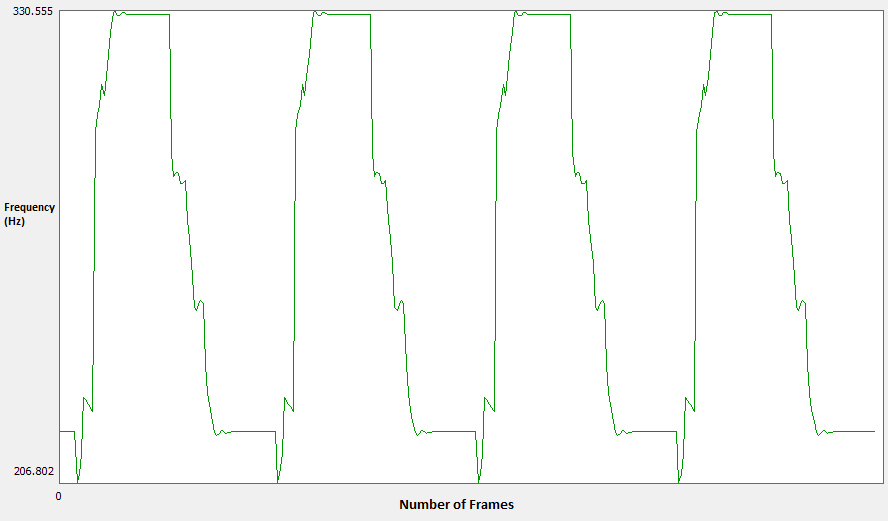 330.555
Frequency
(Hz)
206.802
0
Number of Frames